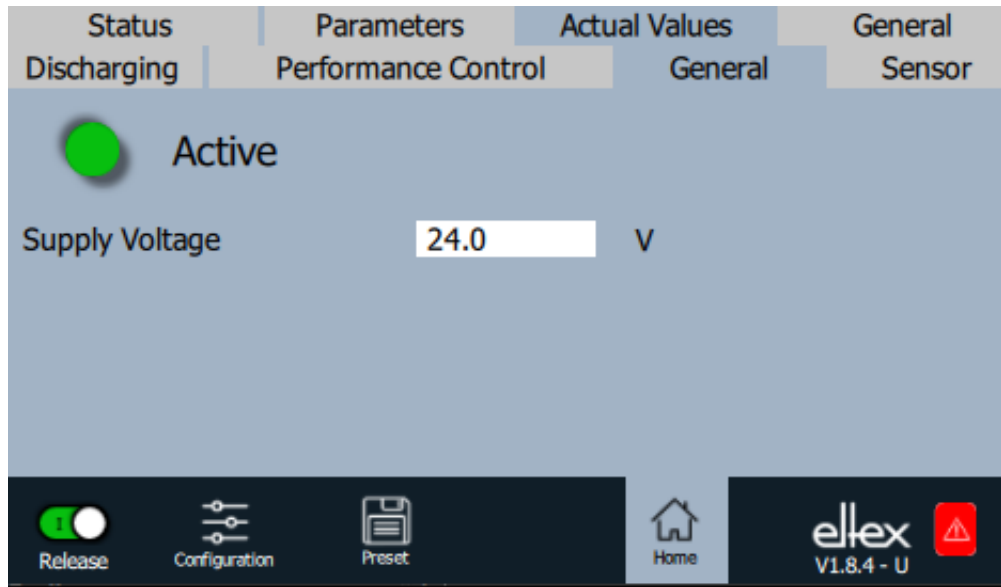 Status Parameters Actual Values General
Discharging Performance Control General Sensor
Active
Supply Voltage 24.0 V
I
Release Configuration Preset Home eltex
V1.8.4 - U